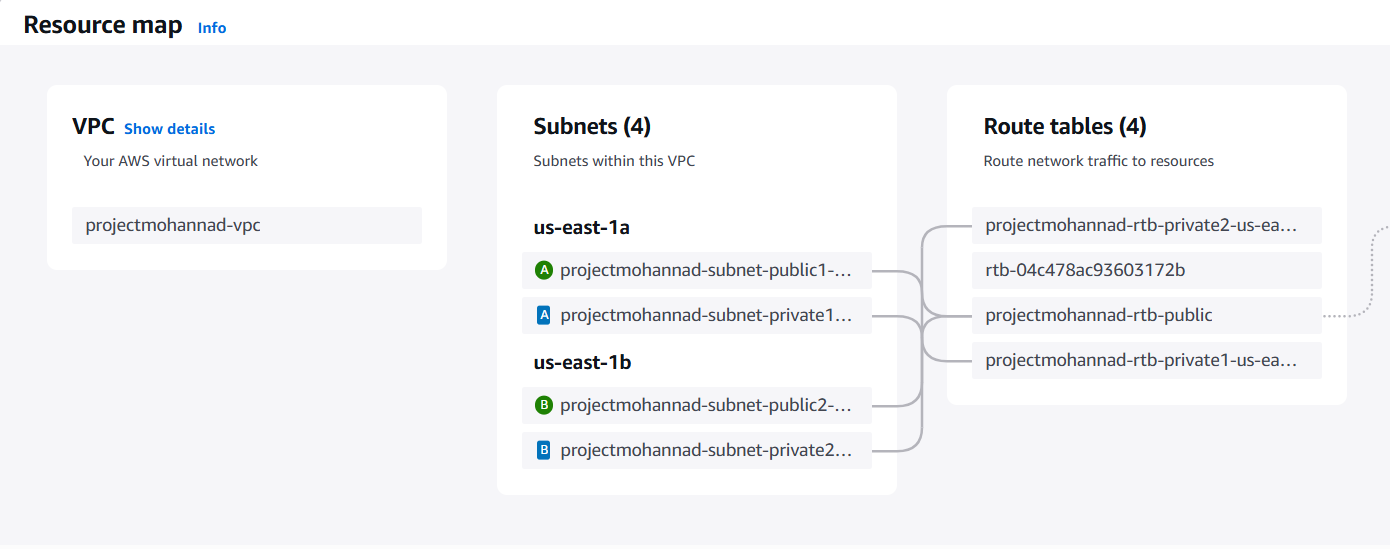 Resource map Info
VPC Show details
Your AWS virtual network
projectmohannad-vpc
Subnets (4)
Subnets within this VPC
us-east-1a
A projectmohannad-subnet-public1-…
A projectmohannad-subnet-private1…
us-east-1b
B projectmohannad-subnet-public2-…
B projectmohannad-subnet-private2…
Route tables (4)
Route network traffic to resources
projectmohannad-rtb-private2-us-ea…
rtb-04c478ac93603172b
projectmohannad-rtb-public
projectmohannad-rtb-private1-us-ea…